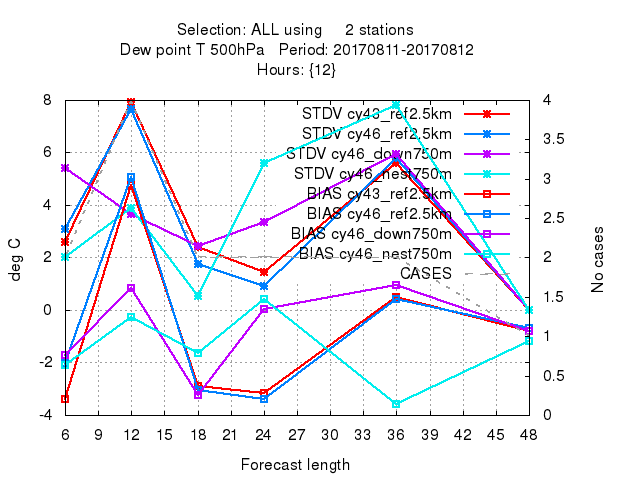 Selection: ALL using 2 stations
Dew point T 500hPa Period: 20170811-20170812
Hours: {12}
8
6
4
2
0
-2
-4
4
3.5
3
2.5
2
1.5
1
0.5
0
deg C
No cases
STDV cy43_ref2.5km
STDV cy46_ref2.5km
STDV cy46_down750m
STDV cy46_nest750m
BIAS cy43_ref2.5km
BIAS cy46_ref2.5km
BIAS cy46_down750m
BIAS cy46_nest750m
CASES
6 9 12 15 18 21 24 27 30 33 36 39 42 45 48
Forecast length